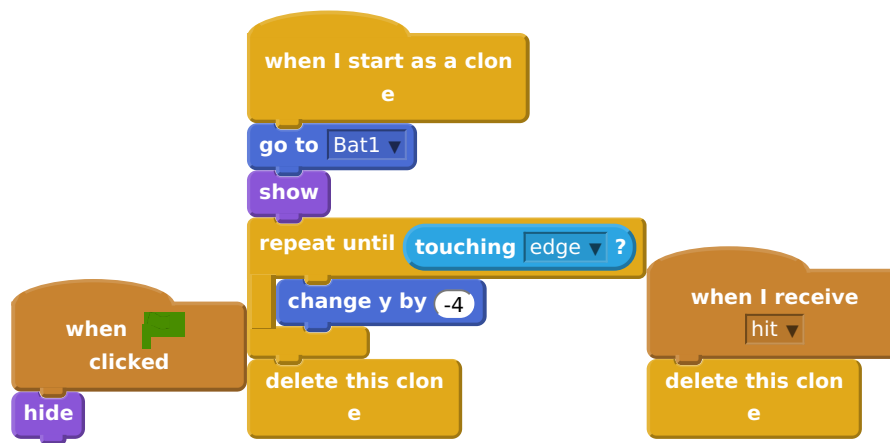 when
clicked
hide
when I start as a clon
e
go to Bat1 ▼
show
repeat until touching edge ▼ ?
change y by -4
delete this clon
e
when I receive
hit ▼
delete this clon
e